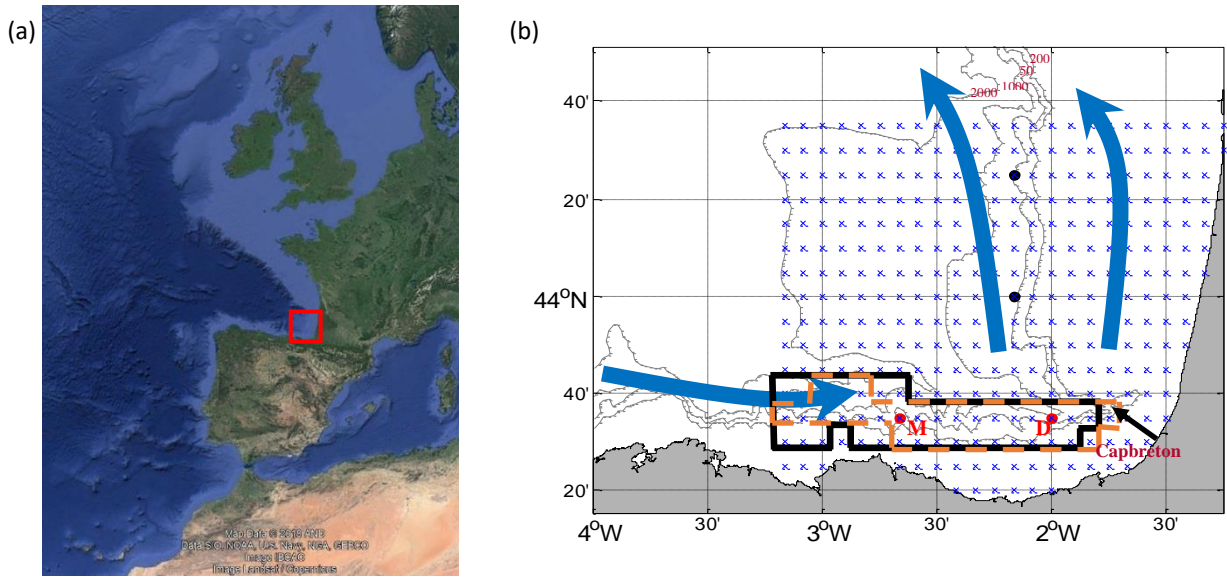 (a)
Map Data © 2018 AND
Data SIO, NOAA, U.S. Navy, NGA, GEBCO
Image IBCAO
Image Landsat / Copernicus
(b)
200
50
1000
2000
40'
20'
44°N
40'
M
D
Capbreton
20'
4°W
30'
3°W
30'
2°W
30'